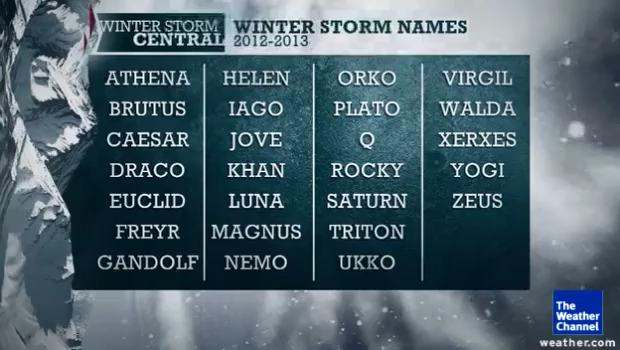 WINTER STORM
CENTRAL
WINTER STORM NAMES
2012-2013
ATHENA
BRUTUS
CAESAR
DRACO
EUCLID
FREYR
GANDOLF
HELEN
IAGO
JOVE
KHAN
LUNA
MAGNUS
NEMO
ORKO
PLATO
Q
ROCKY
SATURN
TRITON
UKKO
VIRGIL
WALDA
XERXES
YOGI
ZEUS
The
Weather
Channel
weather.com